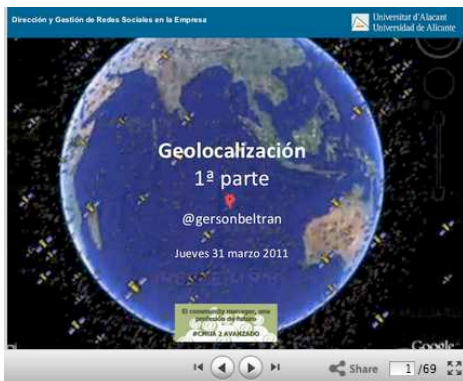 Dirección y Gestión de Redes Sociales en la Empresa
Universitat d'Alacant
Universidad de Alicante
Geolocalización
1ª parte
@gersonbeltran
Jueves 31 marzo 2011
El community manager, una
profesión de futuro
#CMUA 2 AVANZADO
Google
Share 1 /69